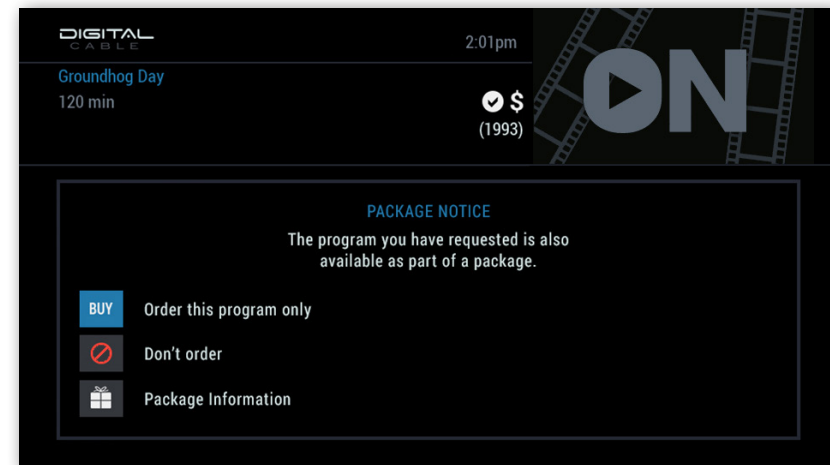 DIGITAL
CABLE
2:01pm
Groundhog Day
120 min
$
(1993)
ON
PACKAGE NOTICE
The program you have requested is also
available as part of a package.
BUY Order this program only
Don't order
Package Information